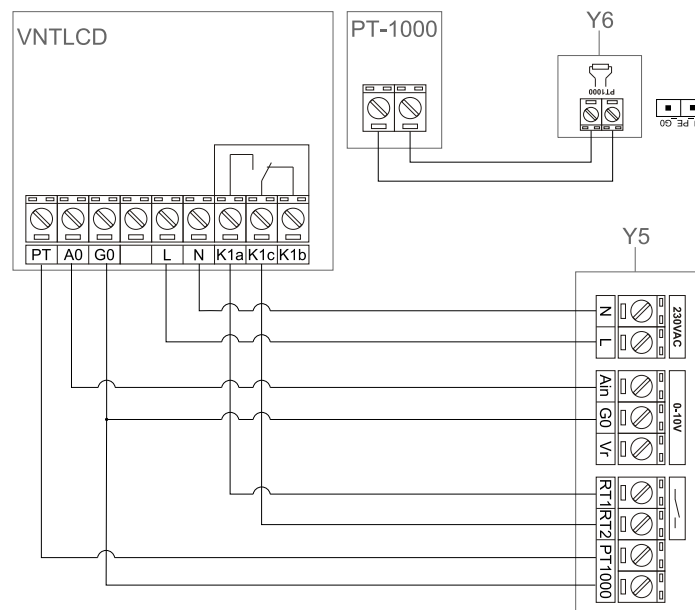 VNTLCD
PT-1000
Y6
PT1000
G0 PE
PT A0 G0 L N K1a K1c K1b
Y5
N
L
230VAC
Ain
G0
Vr
0-10V
RT1
RT2
PT1000